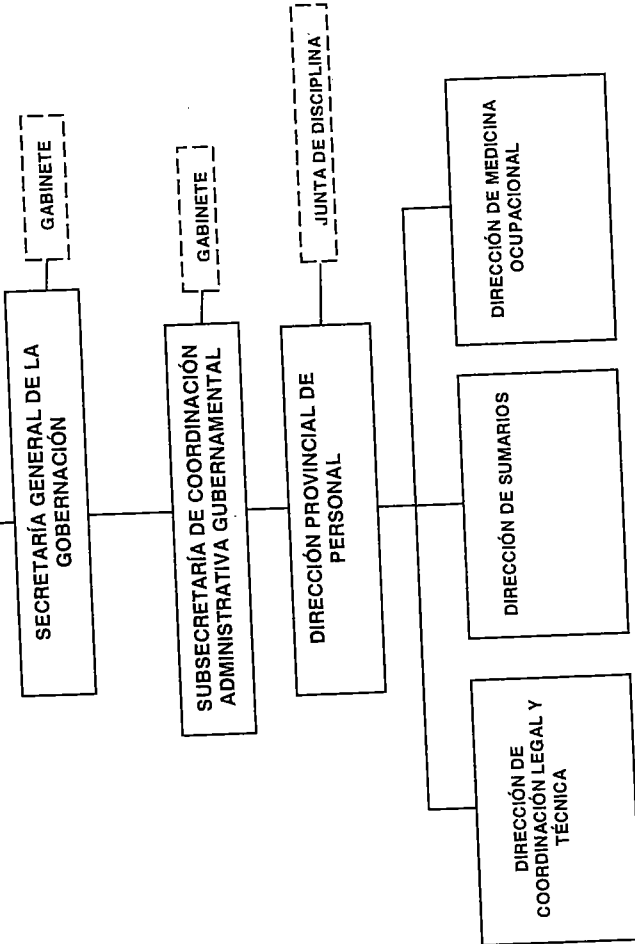 SECRETARÍA GENERAL DE LA
GOBERNACIÓN
GABINETE
SUBSECRETARÍA DE COORDINACIÓN
ADMINISTRATIVA GUBERNAMENTAL
GABINETE
DIRECCIÓN PROVINCIAL DE
PERSONAL
JUNTA DE DISCIPLINA
DIRECCIÓN DE
COORDINACIÓN LEGAL Y
TÉCNICA
DIRECCIÓN DE SUMARIOS
DIRECCIÓN DE MEDICINA
OCUPACIONAL